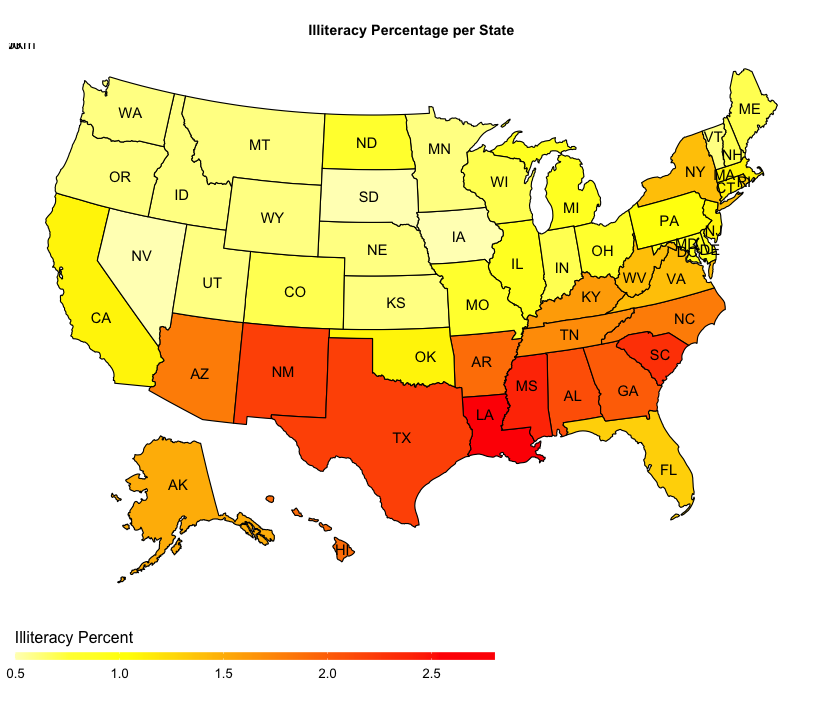 Illiteracy Percentage per State
WA
MT
ND
MN
ME
VT
NH
OR
ID
SD
WI
MI
NY
MA
RI
CT
WY
IA
PA
NV
NE
IL
IN
OH
MD
DE
DC
UT
CO
KS
MO
KY
WV
VA
CA
AZ
NM
OK
AR
TN
NC
SC
TX
LA
MS
AL
GA
FL
AK
HI
Illiteracy Percent
0.5 1.0 1.5 2.0 2.5